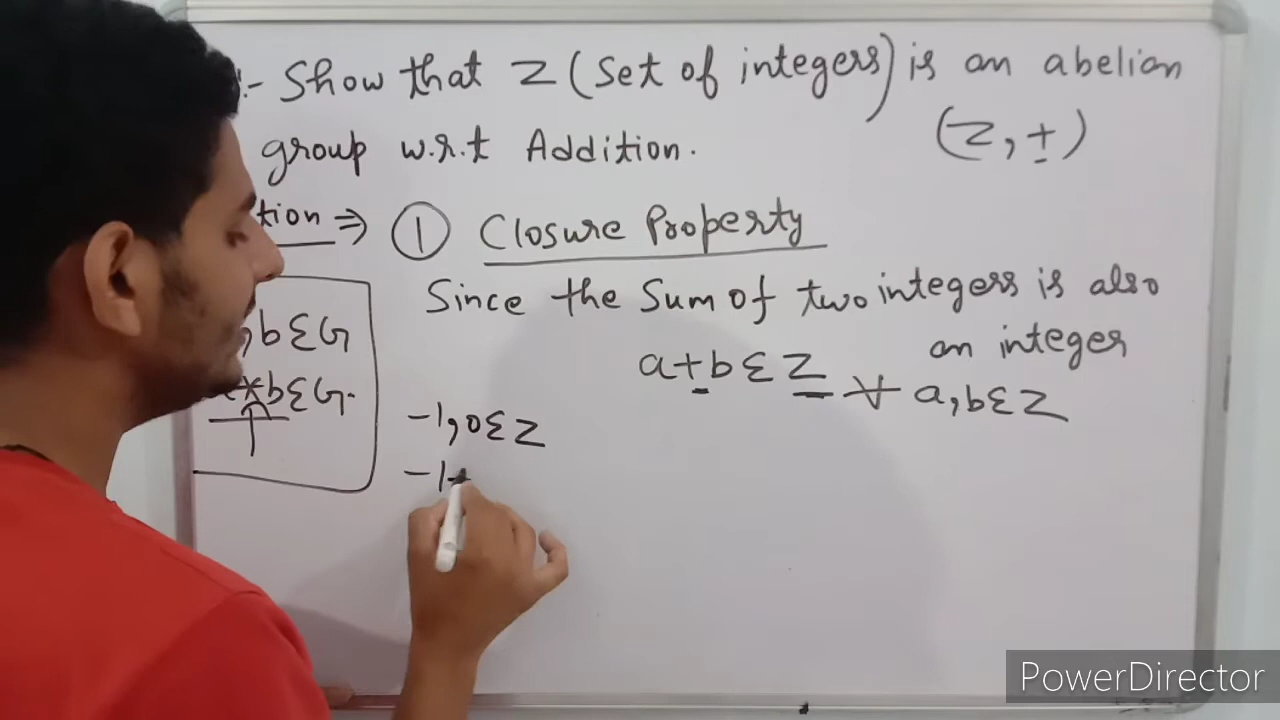 :- Show that Z (Set of integers) is an abelian
group w.r.t Addition.
(Z, +)
tion ⇒ ① Closure Property
Since the Sum of two integers is also
an integer
a+b ∈ Z ∀ a,b ∈ Z
,b ∈ G
*b ∈ G.
-1,0 ∈ Z
-1+
PowerDirector